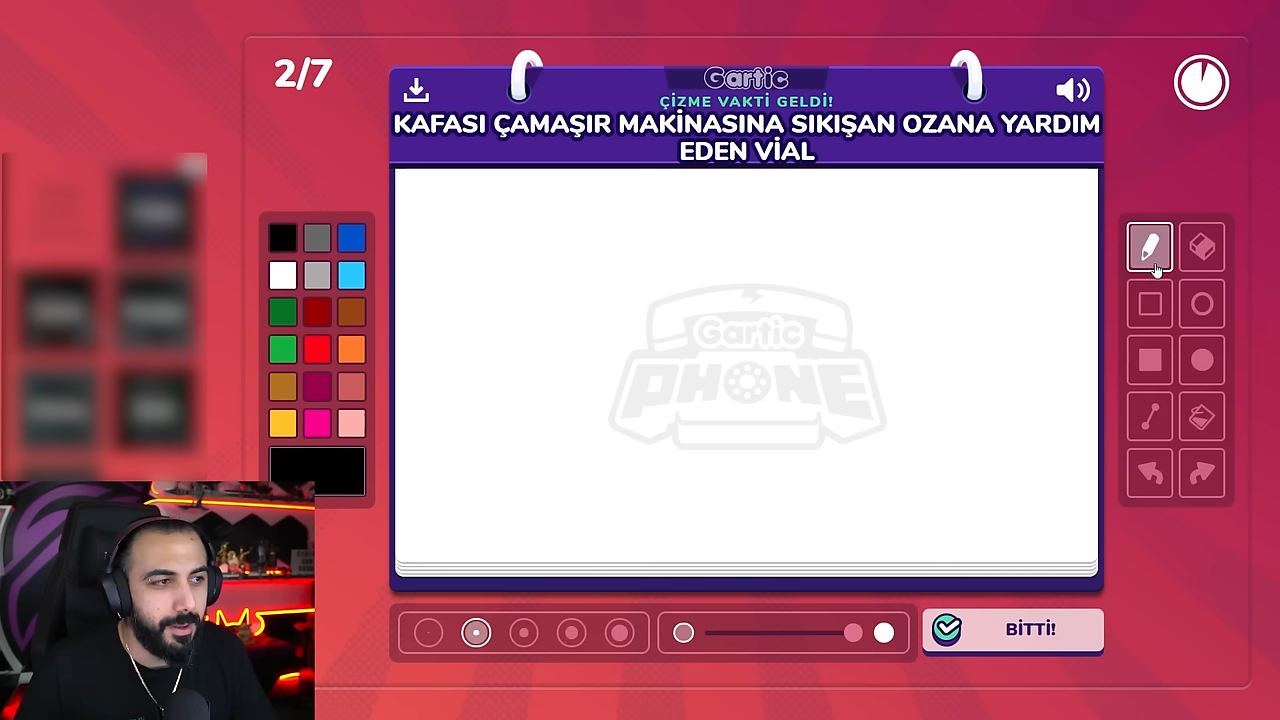 2/7
Gartic
ÇİZME VAKTİ GELDİ!
KAFASI ÇAMAŞIR MAKİNASINA SIKIŞAN OZANA YARDIM
EDEN VİAL
Gartic
PHONE
BİTTİ!